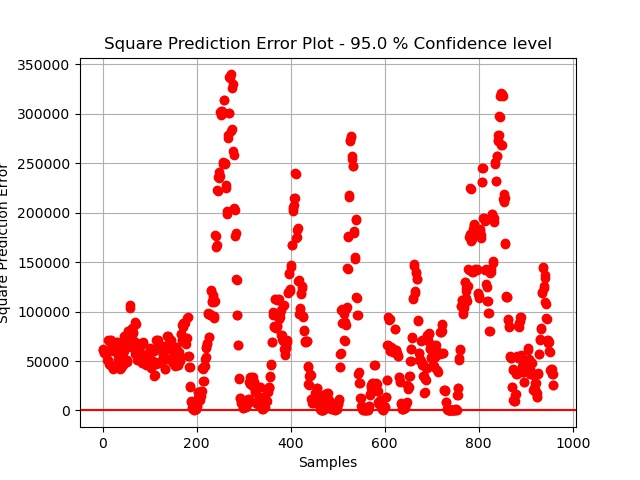 Square Prediction Error Plot - 95.0 % Confidence level
350000
300000
250000
200000
150000
100000
50000
0
Square Prediction Error
0 200 400 600 800 1000
Samples